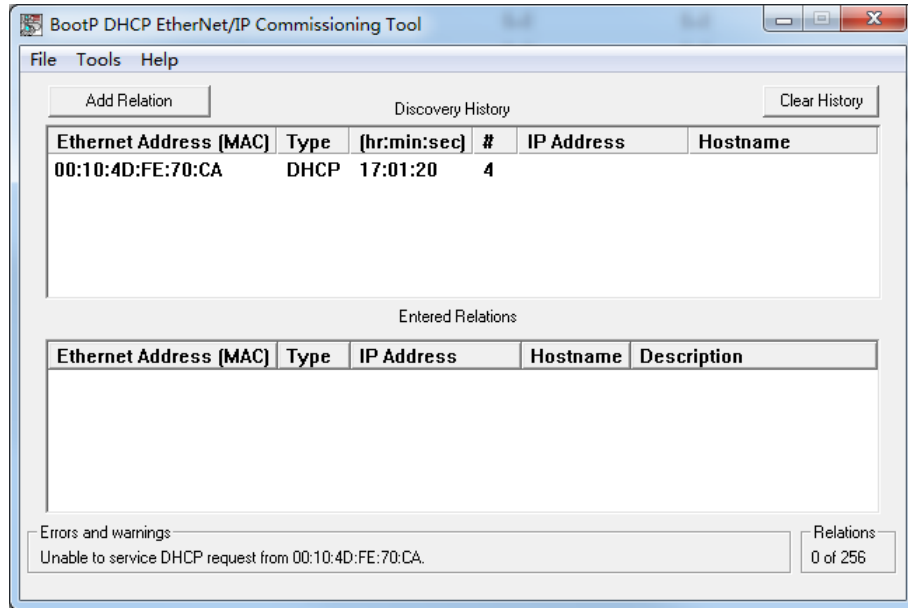 BootP DHCP EtherNet/IP Commissioning Tool
File Tools Help
Add Relation Discovery History Clear History
Ethernet Address (MAC) Type (hr:min:sec) # IP Address Hostname
00:10:4D:FE:70:CA DHCP 17:01:20 4
Entered Relations
Ethernet Address (MAC) Type IP Address Hostname Description
Errors and warnings Relations
Unable to service DHCP request from 00:10:4D:FE:70:CA. 0 of 256